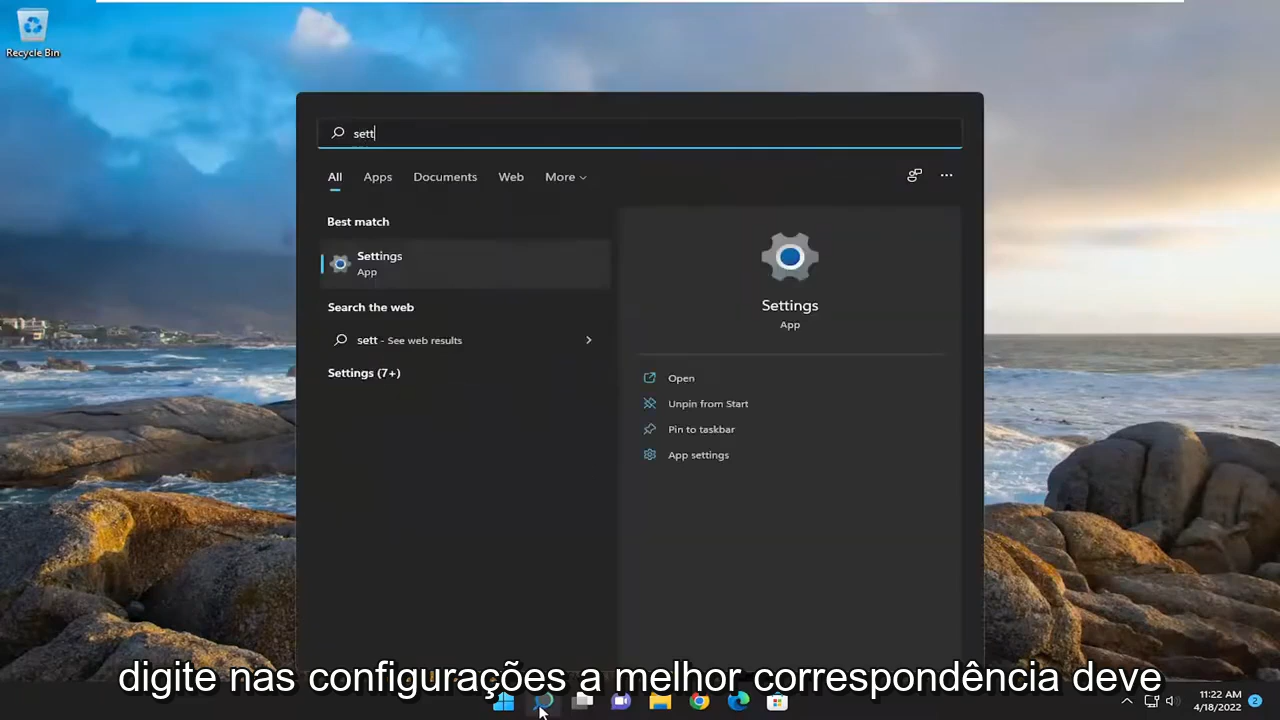 Recycle Bin
sett
All Apps Documents Web More
Best match
Settings
App
Search the web
sett - See web results
Settings (7+)
Settings
App
Open
Unpin from Start
Pin to taskbar
App settings
digite nas configurações a melhor correspondência deve
11:22 AM
4/18/2022
2